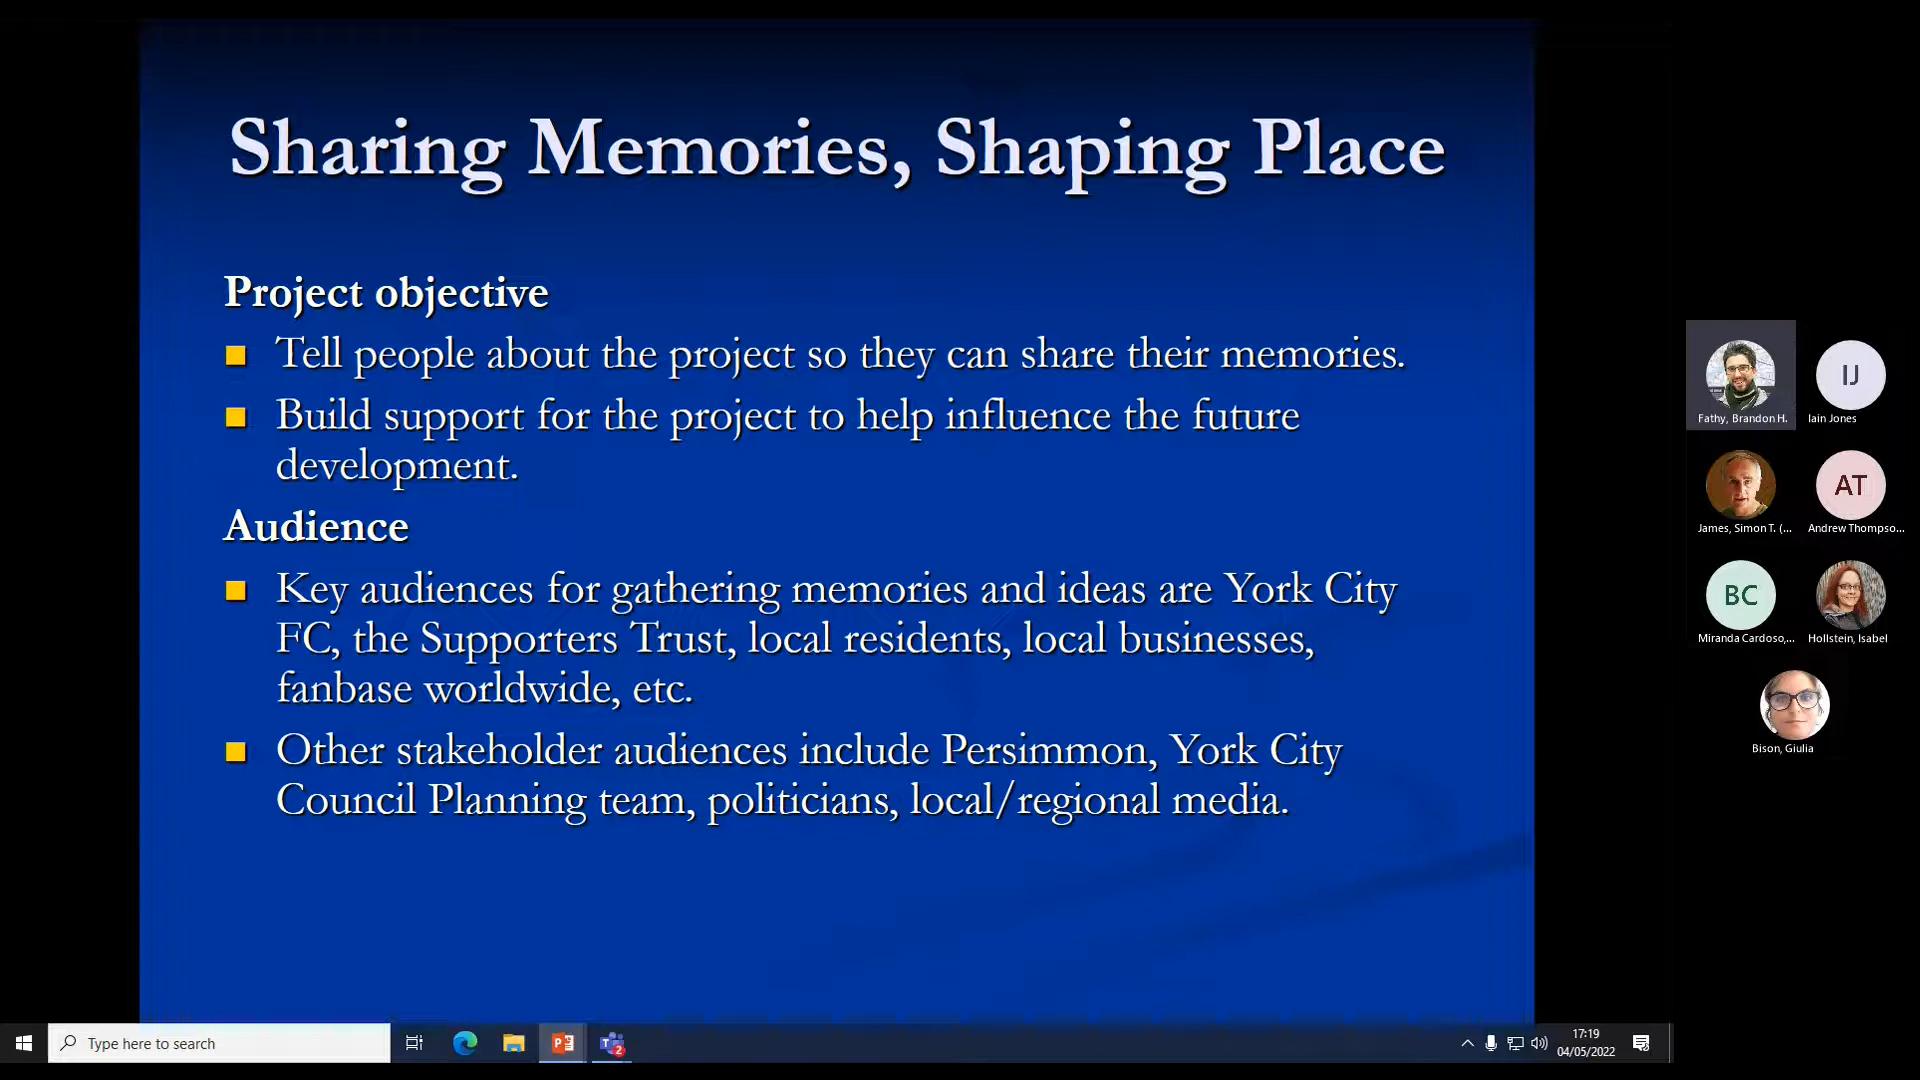 Sharing Memories, Shaping Place
Project objective
Tell people about the project so they can share their memories.
Build support for the project to help influence the future
development.
Audience
Key audiences for gathering memories and ideas are York City
FC, the Supporters Trust, local residents, local businesses,
fanbase worldwide, etc.
Other stakeholder audiences include Persimmon, York City
Council Planning team, politicians, local/regional media.
Fathy, Brandon H.
IJ
Iain Jones
James, Simon T. (...
AT
Andrew Thompso...
BC
Miranda Cardoso,...
Hollstein, Isabel
Bison, Giulia
Type here to search
2
17:19
04/05/2022